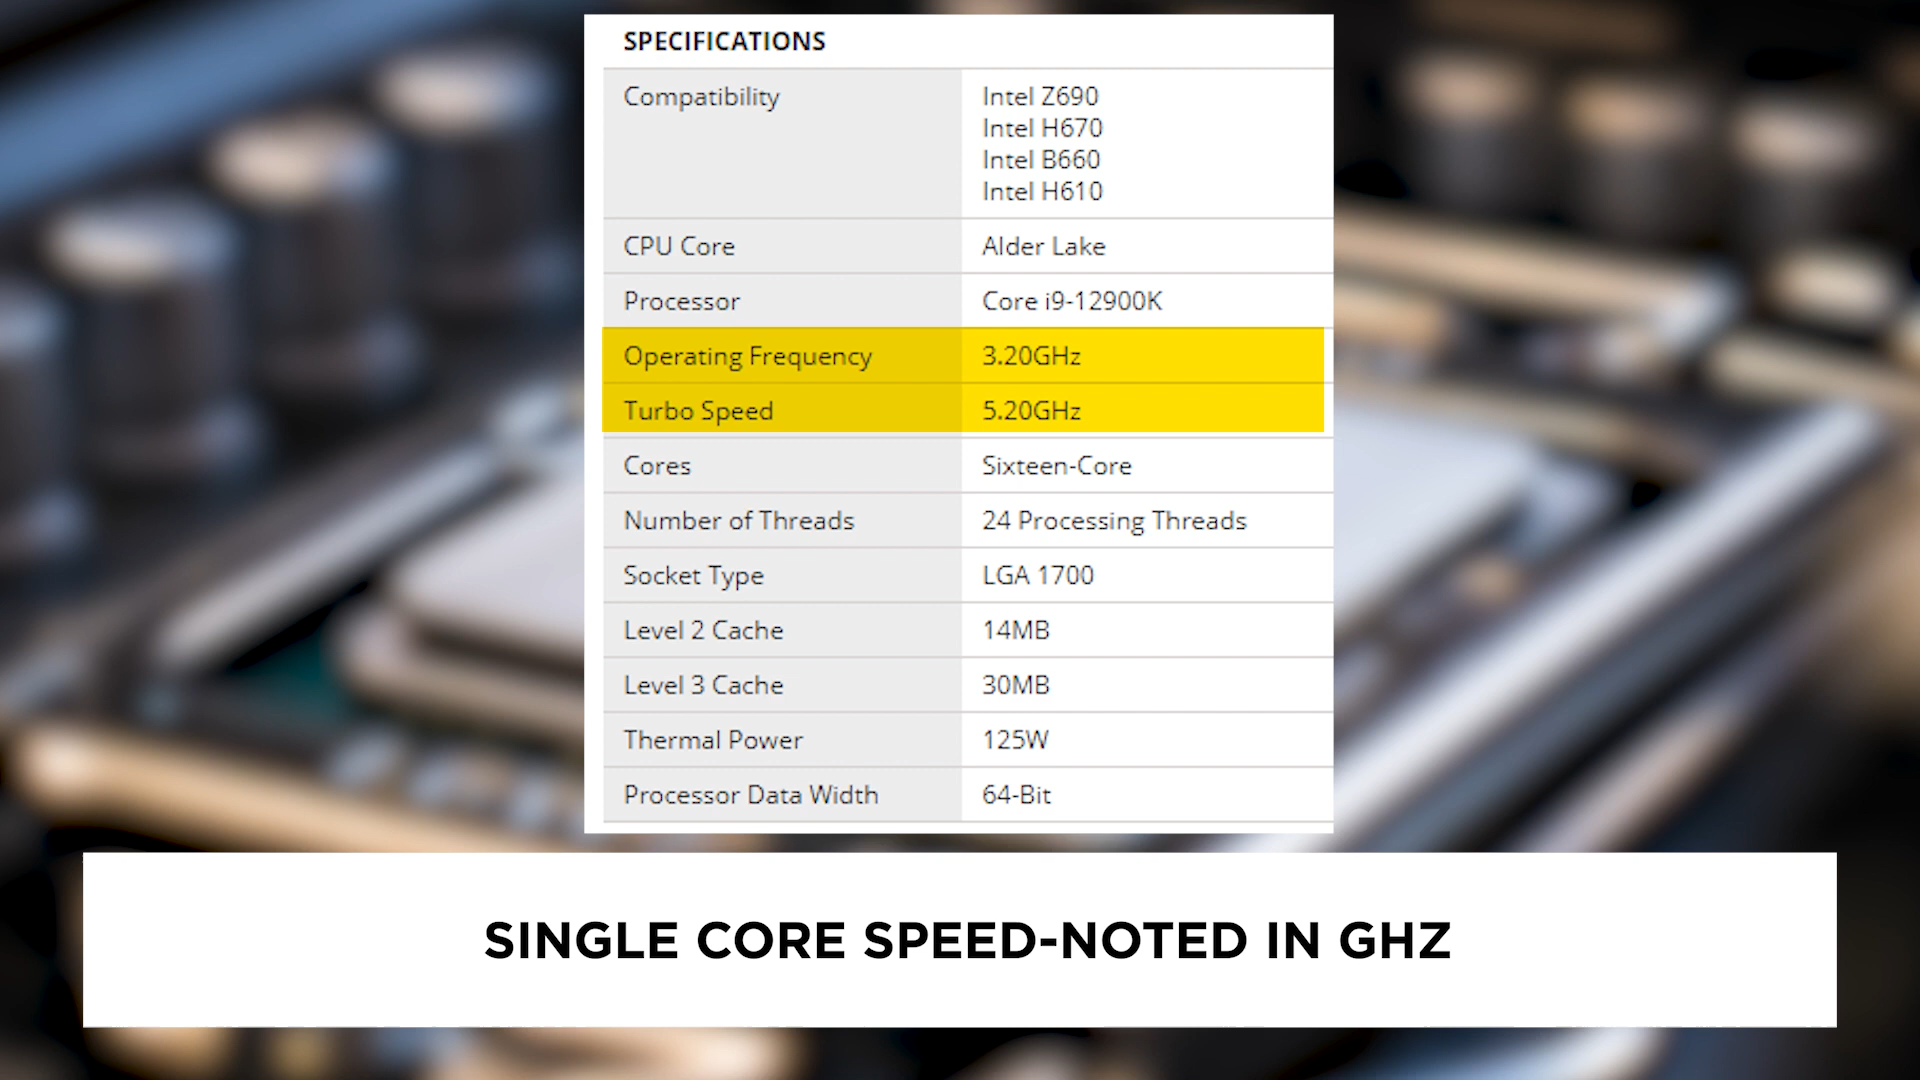 SPECIFICATIONS
Compatibility Intel Z690
Intel H670
Intel B660
Intel H610
CPU Core Alder Lake
Processor Core i9-12900K
Operating Frequency 3.20GHz
Turbo Speed 5.20GHz
Cores Sixteen-Core
Number of Threads 24 Processing Threads
Socket Type LGA 1700
Level 2 Cache 14MB
Level 3 Cache 30MB
Thermal Power 125W
Processor Data Width 64-Bit
SINGLE CORE SPEED-NOTED IN GHZ